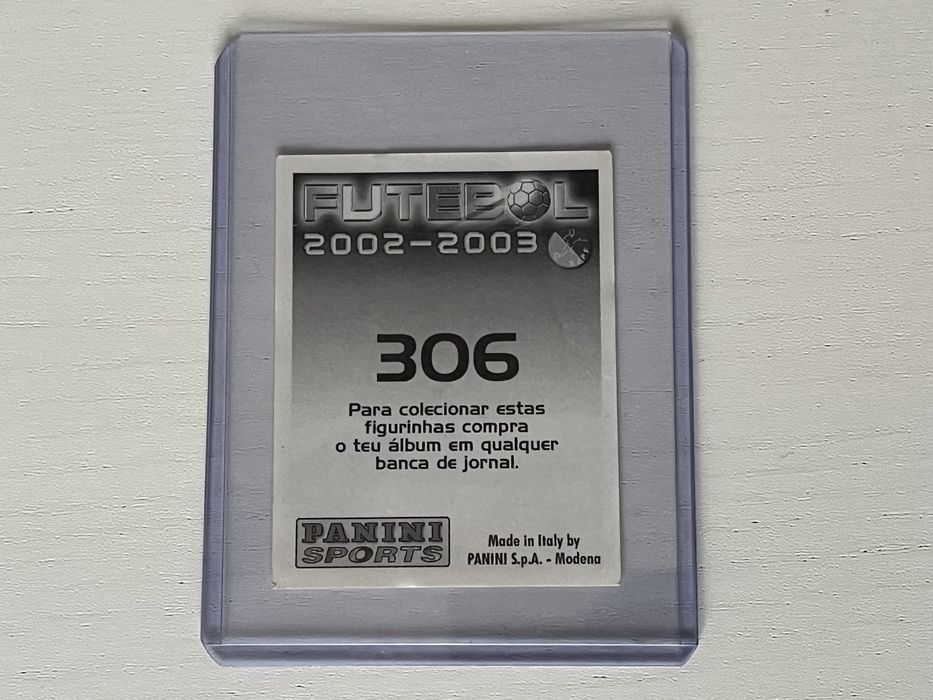 FUTEBOL
2002-2003
306
Para colecionar estas
figurinhas compra
o teu álbum em qualquer
banca de jornal.
PANINI
SPORTS
Made in Italy by
PANINI S.p.A. - Modena